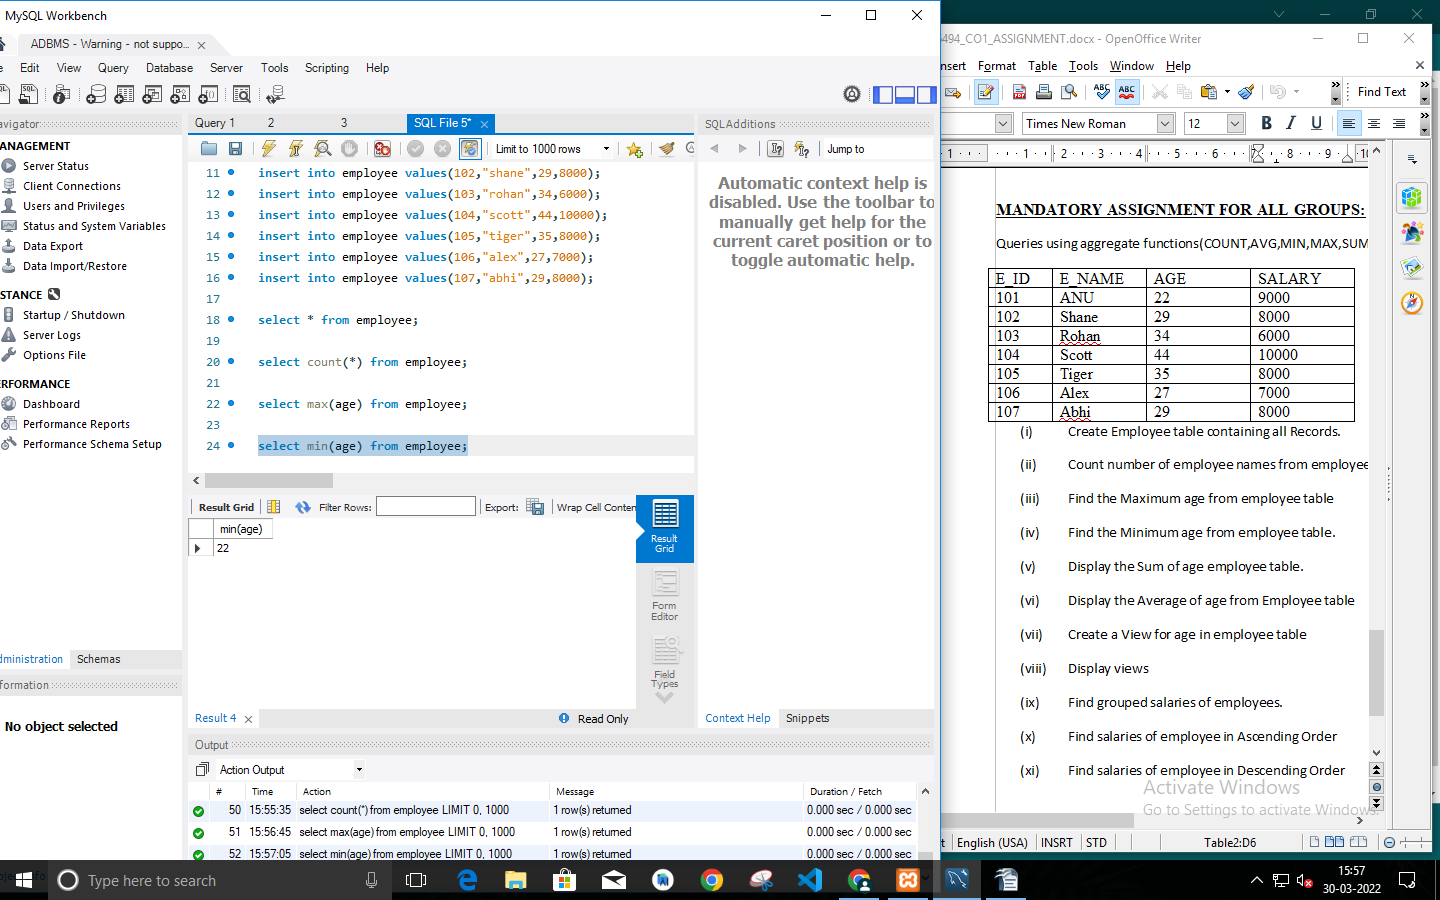 MySQL Workbench
ADBMS - Warning - not suppo...
Edit View Query Database Server Tools Scripting Help
avigator
ANAGEMENT
Server Status
Client Connections
Users and Privileges
Status and System Variables
Data Export
Data Import/Restore
STANCE
Startup / Shutdown
Server Logs
Options File
ERFORMANCE
Dashboard
Performance Reports
Performance Schema Setup
dministration Schemas
formation
No object selected
Query 1 2 3 SQL File 5*
Limit to 1000 rows
11 insert into employee values(102,"shane",29,8000);
12 insert into employee values(103,"rohan",34,6000);
13 insert into employee values(104,"scott",44,10000);
14 insert into employee values(105,"tiger",35,8000);
15 insert into employee values(106,"alex",27,7000);
16 insert into employee values(107,"abhi",29,8000);
17
18 select * from employee;
19
20 select count(*) from employee;
21
22 select max(age) from employee;
23
24 select min(age) from employee;
Result Grid Filter Rows: Export: Wrap Cell Conten
min(age)
22
Result Grid
Form Editor
Field Types
Result 4 Read Only
SQLAdditions
Jump to
Automatic context help is
disabled. Use the toolbar to
manually get help for the
current caret position or to
toggle automatic help.
Context Help Snippets
Output
Action Output
# Time Action Message Duration / Fetch
50 15:55:35 select count(*) from employee LIMIT 0, 1000 1 row(s) returned 0.000 sec / 0.000 sec
51 15:56:45 select max(age) from employee LIMIT 0, 1000 1 row(s) returned 0.000 sec / 0.000 sec
52 15:57:05 select min(age) from employee LIMIT 0, 1000 1 row(s) returned 0.000 sec / 0.000 sec
494_CO1_ASSIGNMENT.docx - OpenOffice Writer
nsert Format Table Tools Window Help
Find Text
Times New Roman 12 B I U
1 1 2 3 4 5 6 7 8 9 10
MANDATORY ASSIGNMENT FOR ALL GROUPS:
Queries using aggregate functions(COUNT,AVG,MIN,MAX,SUM
E_ID E_NAME AGE SALARY
101 ANU 22 9000
102 Shane 29 8000
103 Rohan 34 6000
104 Scott 44 10000
105 Tiger 35 8000
106 Alex 27 7000
107 Abhi 29 8000
(i) Create Employee table containing all Records.
(ii) Count number of employee names from employee
(iii) Find the Maximum age from employee table
(iv) Find the Minimum age from employee table.
(v) Display the Sum of age employee table.
(vi) Display the Average of age from Employee table
(vii) Create a View for age in employee table
(viii) Display views
(ix) Find grouped salaries of employees.
(x) Find salaries of employee in Ascending Order
(xi) Find salaries of employee in Descending Order
Activate Windows
Go to Settings to activate Windows.
t English (USA) INSRT STD Table2:D6
Type here to search
15:57
30-03-2022